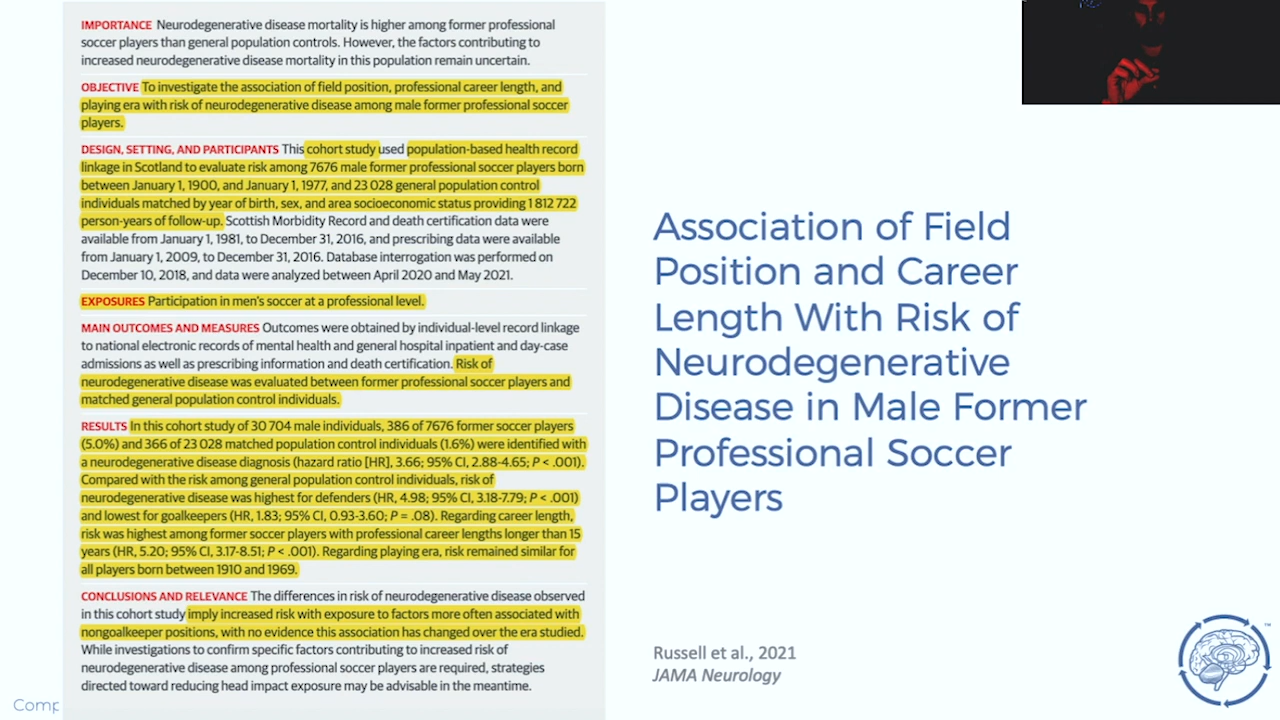 IMPORTANCE Neurodegenerative disease mortality is higher among former professional
soccer players than general population controls. However, the factors contributing to
increased neurodegenerative disease mortality in this population remain uncertain.
OBJECTIVE To investigate the association of field position, professional career length, and
playing era with risk of neurodegenerative disease among male former professional soccer
players.
DESIGN, SETTING, AND PARTICIPANTS This cohort study used population-based health record
linkage in Scotland to evaluate risk among 7676 male former professional soccer players born
between January 1, 1900, and January 1, 1977, and 23 028 general population control
individuals matched by year of birth, sex, and area socioeconomic status providing 1 812 722
person-years of follow-up. Scottish Morbidity Record and death certification data were
available from January 1, 1981, to December 31, 2016, and prescribing data were available
from January 1, 2009, to December 31, 2016. Database interrogation was performed on
December 10, 2018, and data were analyzed between April 2020 and May 2021.
EXPOSURES Participation in men's soccer at a professional level.
MAIN OUTCOMES AND MEASURES Outcomes were obtained by individual-level record linkage
to national electronic records of mental health and general hospital inpatient and day-case
admissions as well as prescribing information and death certification. Risk of
neurodegenerative disease was evaluated between former professional soccer players and
matched general population control individuals.
RESULTS In this cohort study of 30 704 male individuals, 386 of 7676 former soccer players
(5.0%) and 366 of 23 028 matched population control individuals (1.6%) were identified with
a neurodegenerative disease diagnosis (hazard ratio [HR], 3.66; 95% CI, 2.88-4.65; P < .001).
Compared with the risk among general population control individuals, risk of
neurodegenerative disease was highest for defenders (HR, 4.98; 95% CI, 3.18-7.79; P < .001)
and lowest for goalkeepers (HR, 1.83; 95% CI, 0.93-3.60; P = .08). Regarding career length,
risk was highest among former soccer players with professional career lengths longer than 15
years (HR, 5.20; 95% CI, 3.17-8.51; P < .001). Regarding playing era, risk remained similar for
all players born between 1910 and 1969.
CONCLUSIONS AND RELEVANCE The differences in risk of neurodegenerative disease observed
in this cohort study imply increased risk with exposure to factors more often associated with
nongoalkeeper positions, with no evidence this association has changed over the era studied.
While investigations to confirm specific factors contributing to increased risk of
neurodegenerative disease among professional soccer players are required, strategies
directed toward reducing head impact exposure may be advisable in the meantime.
Comp
Association of Field
Position and Career
Length With Risk of
Neurodegenerative
Disease in Male Former
Professional Soccer
Players
Russell et al., 2021
JAMA Neurology
TM